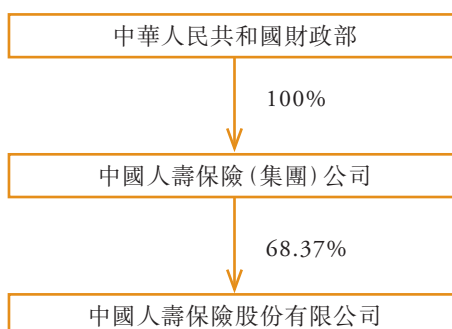 中華人民共和國財政部
100%
中國人壽保險(集團)公司
68.37%
中國人壽保險股份有限公司